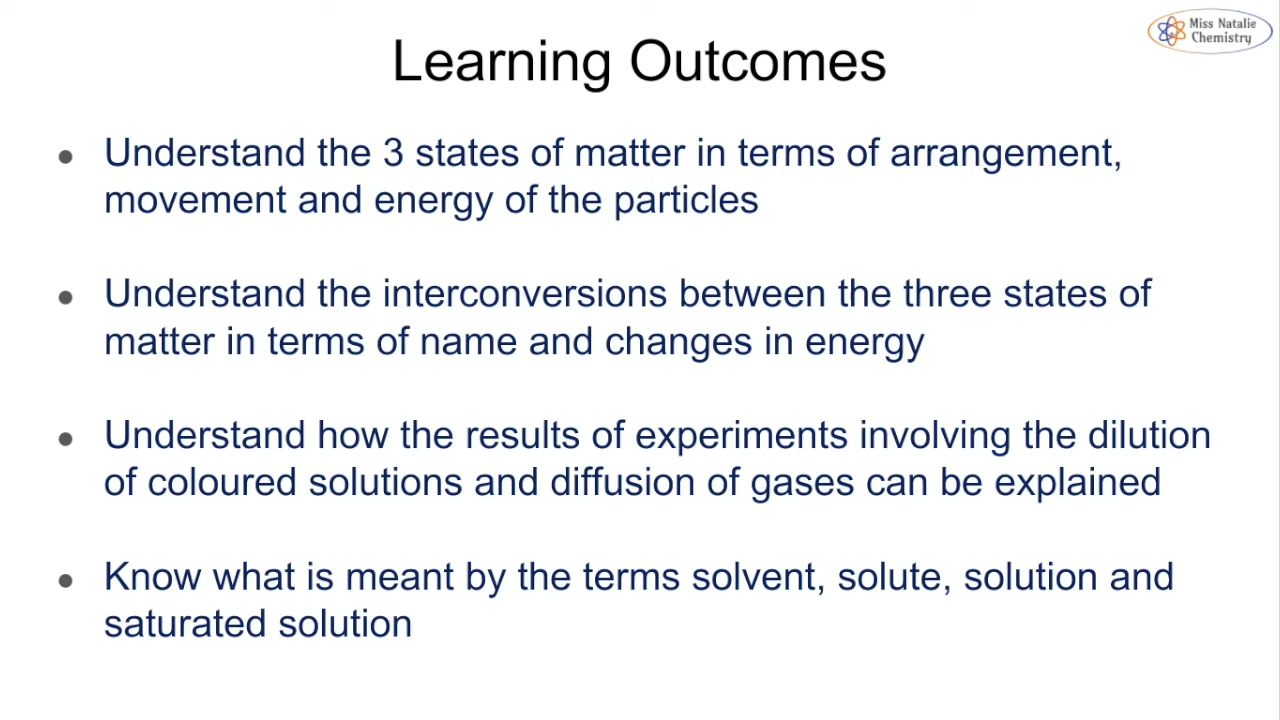 Miss Natalie
Chemistry
Learning Outcomes
● Understand the 3 states of matter in terms of arrangement,
movement and energy of the particles
● Understand the interconversions between the three states of
matter in terms of name and changes in energy
● Understand how the results of experiments involving the dilution
of coloured solutions and diffusion of gases can be explained
● Know what is meant by the terms solvent, solute, solution and
saturated solution